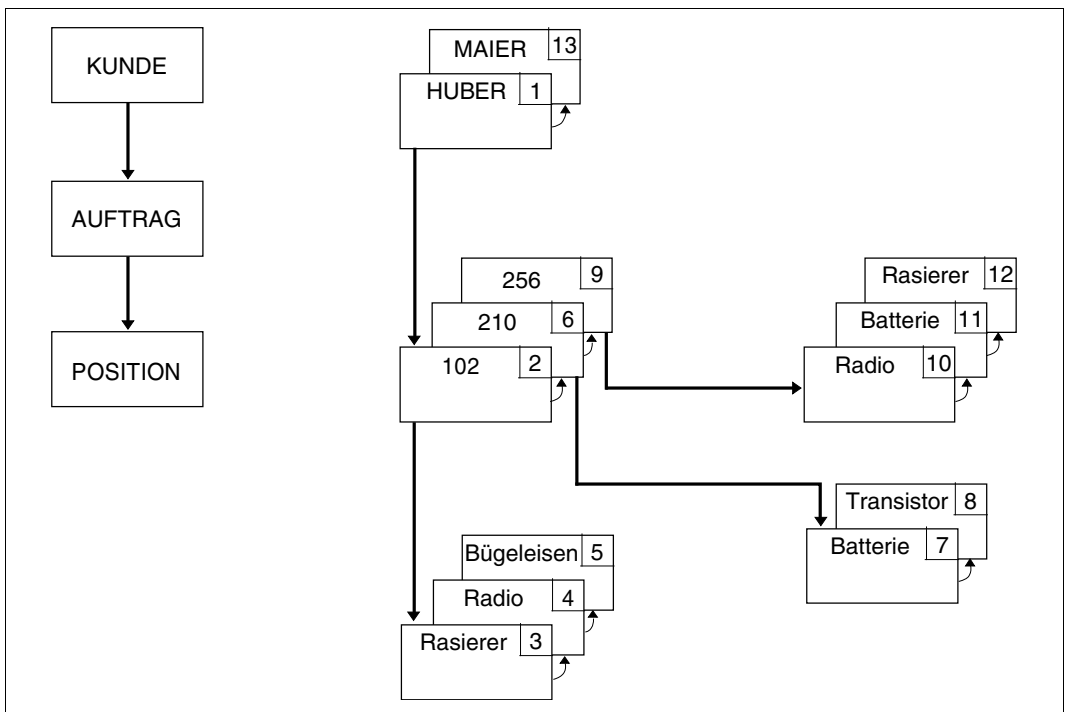 KUNDE
AUFTRAG
POSITION
MAIER 13
HUBER 1
256 9
210 6
102 2
Rasierer 12
Batterie 11
Radio 10
Transistor 8
Batterie 7
Bügeleisen 5
Radio 4
Rasierer 3